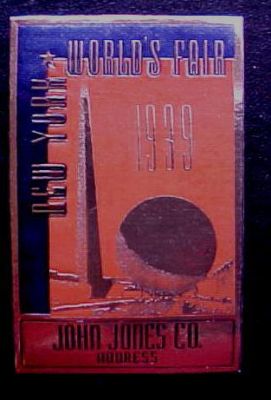 NEW YORK WORLD'S FAIR
1939
JOHN JONES CO.
ADDRESS